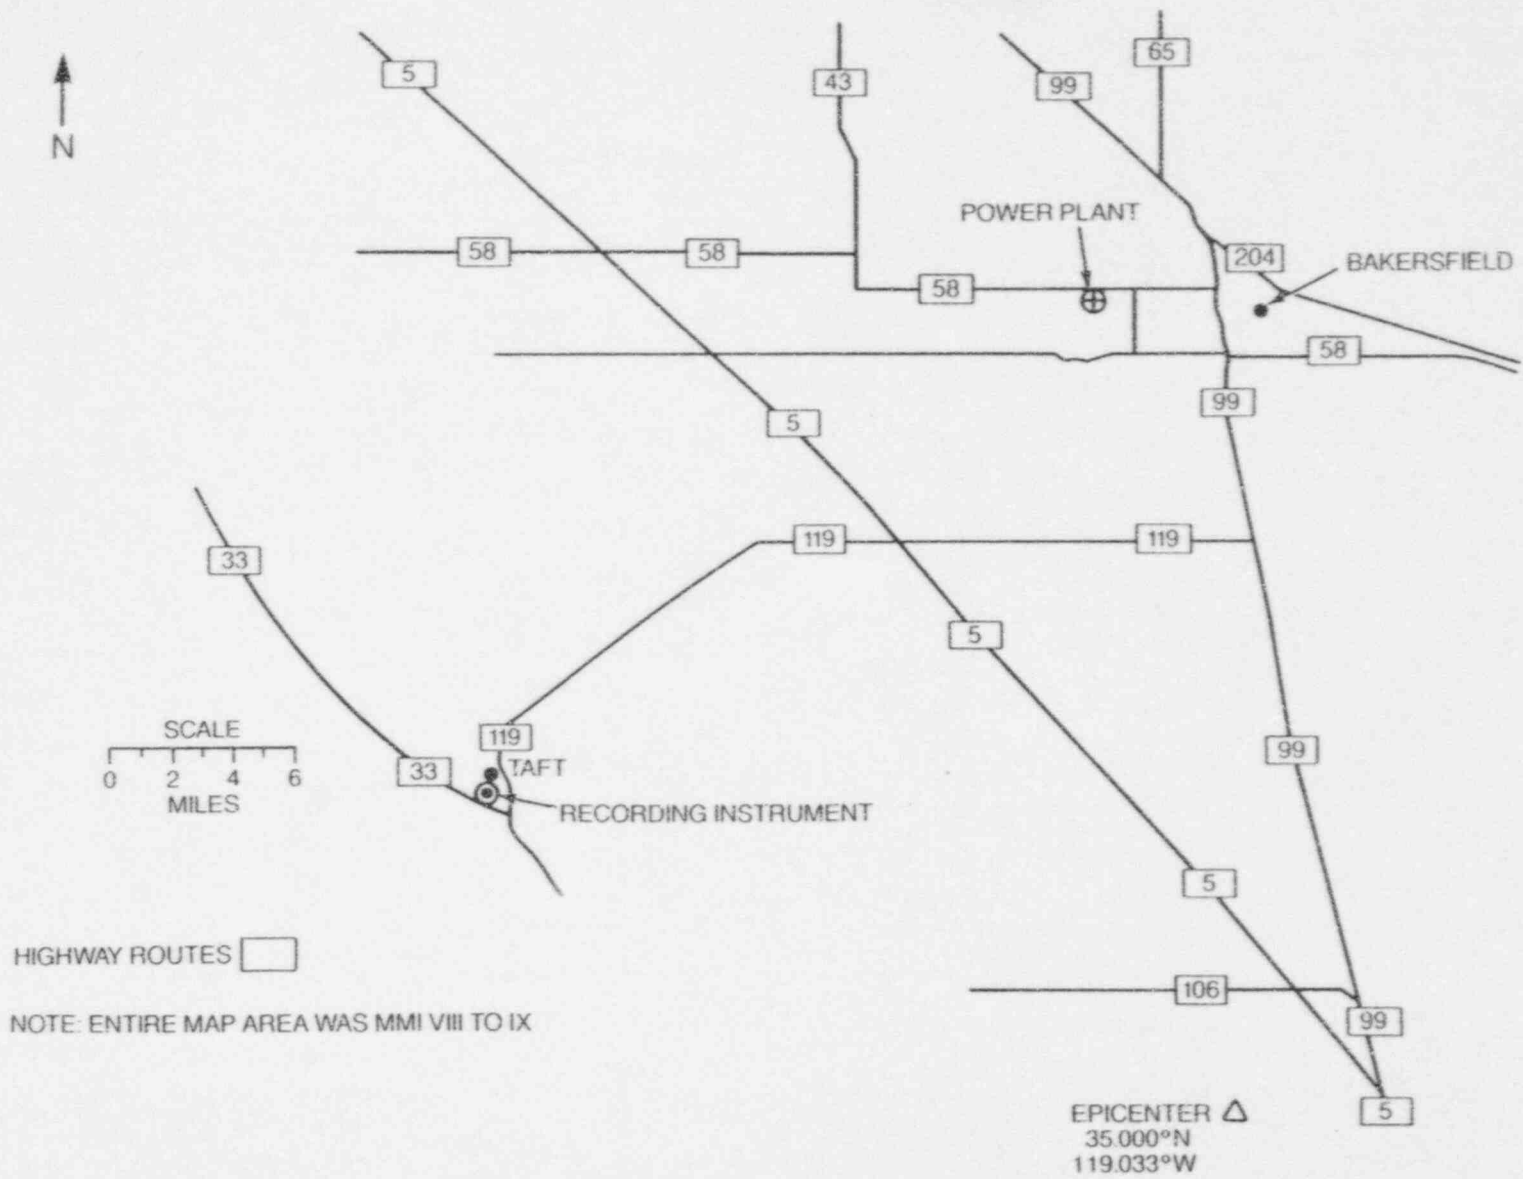 65
5
43
99
N
POWER PLANT
58
58
204
BAKERSFIELD
58
58
99
5
119
119
33
5
SCALE
119
99
33
TAFT
0 2 4 6
MILES
RECORDING INSTRUMENT
5
HIGHWAY ROUTES
106
NOTE: ENTIRE MAP AREA WAS MMI VIII TO IX
99
EPICENTER
5
35.000°N
119.033°W